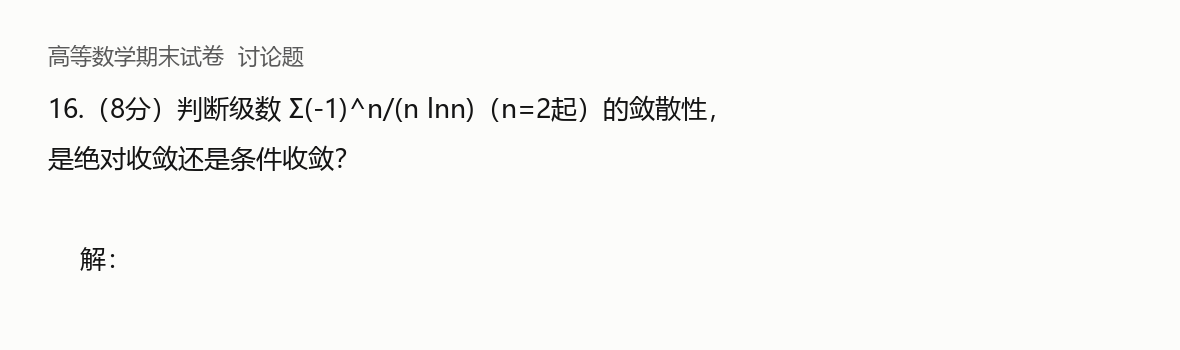 高等数学期末试卷 讨论题
16.（8分）判断级数 Σ(-1)^n/(n lnn)（n=2起）的敛散性，
是绝对收敛还是条件收敛？
解：